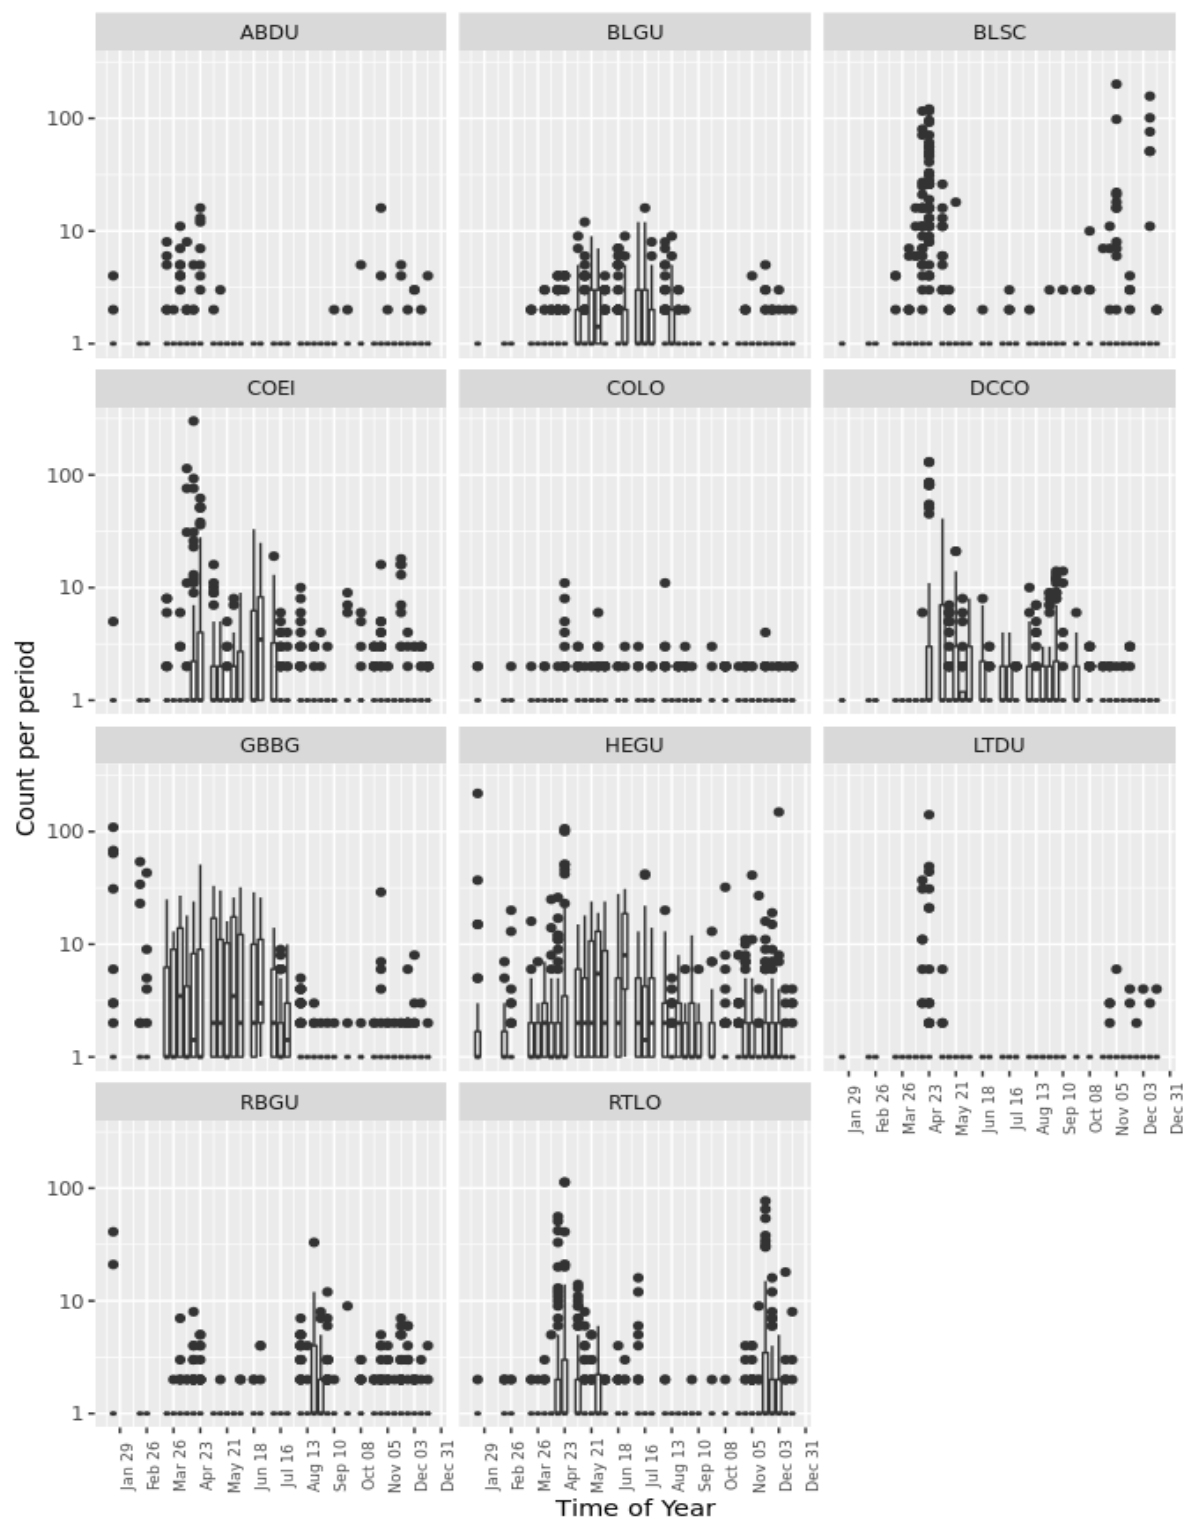 ABDU BLGU BLSC
100
10
1
COEI COLO DCCO
100
10
1
Count per period
GBBG HEGU LTDU
100
10
1
Jan 29 Feb 26 Mar 26 Apr 23 May 21 Jun 18 Jul 16 Aug 13 Sep 10 Oct 08 Nov 05 Dec 03 Dec 31
RBGU RTLO
100
10
1
Jan 29 Feb 26 Mar 26 Apr 23 May 21 Jun 18 Jul 16 Aug 13 Sep 10 Oct 08 Nov 05 Dec 03 Dec 31 Jan 29 Feb 26 Mar 26 Apr 23 May 21 Jun 18 Jul 16 Aug 13 Sep 10 Oct 08 Nov 05 Dec 03 Dec 31
Time of Year